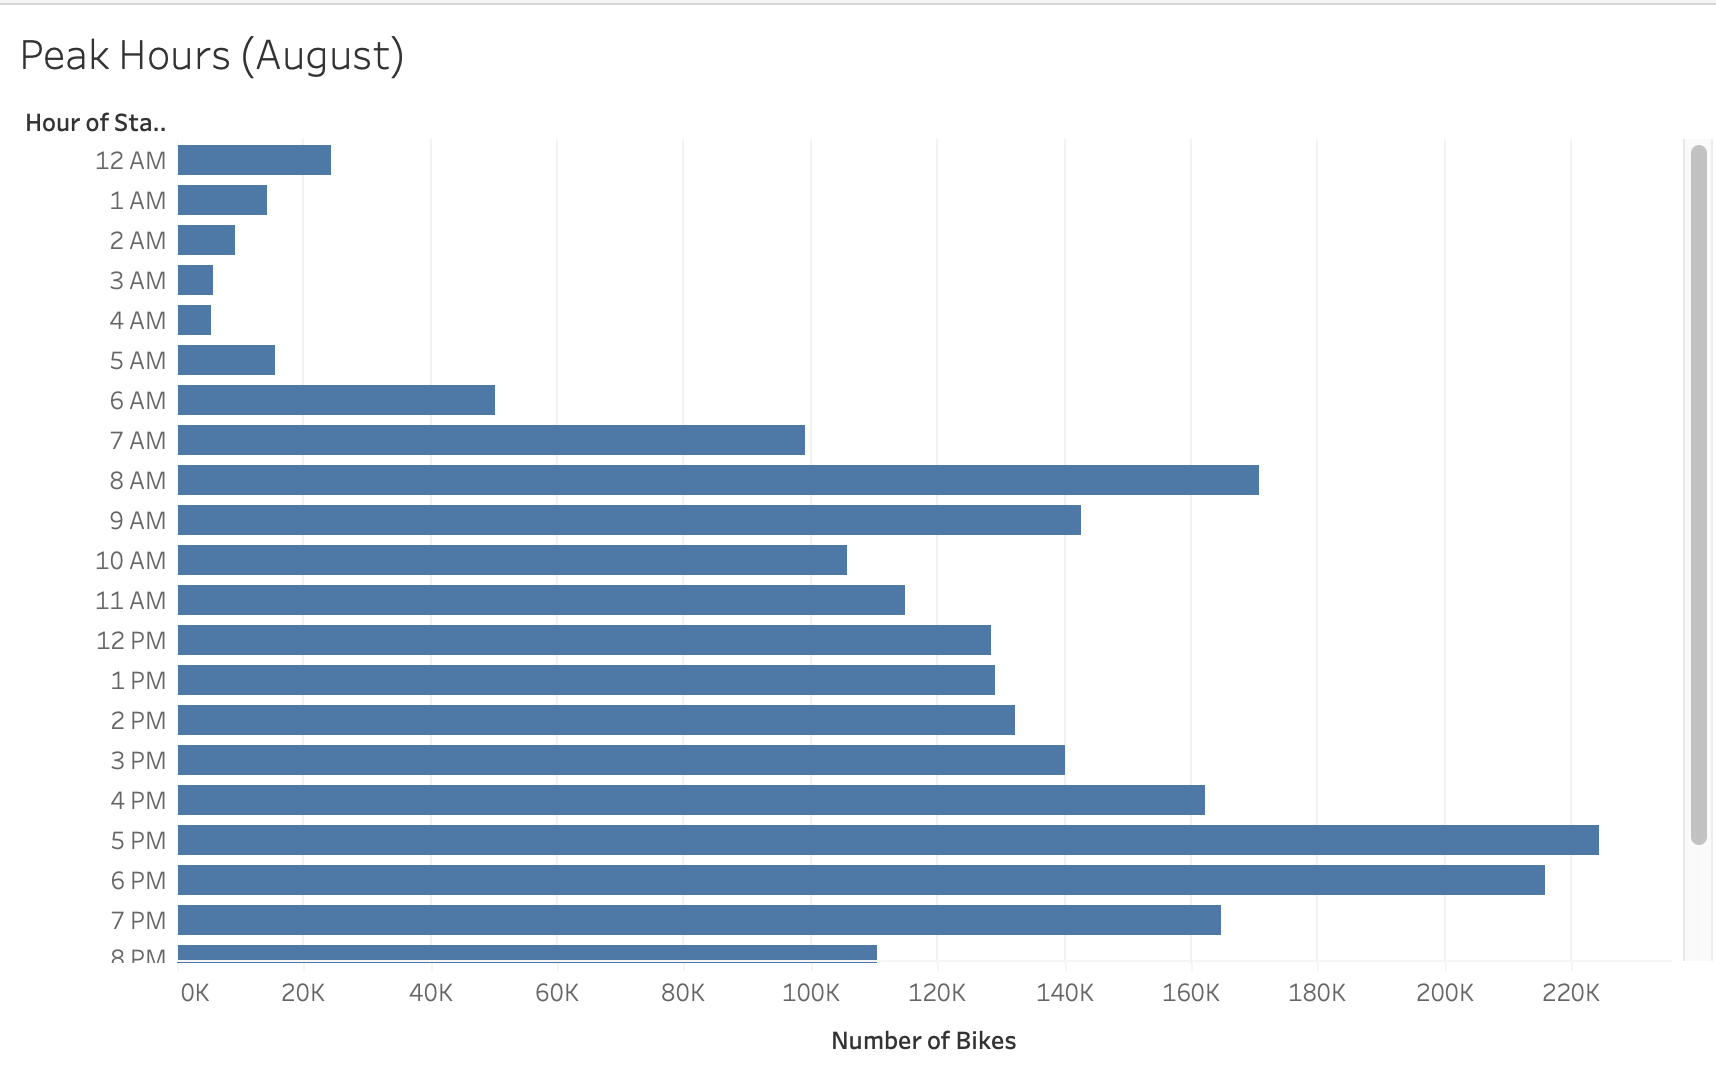 Peak Hours (August)
Hour of Sta..
12 AM
1 AM
2 AM
3 AM
4 AM
5 AM
6 AM
7 AM
8 AM
9 AM
10 AM
11 AM
12 PM
1 PM
2 PM
3 PM
4 PM
5 PM
6 PM
7 PM
8 PM
0K 20K 40K 60K 80K 100K 120K 140K 160K 180K 200K 220K
Number of Bikes